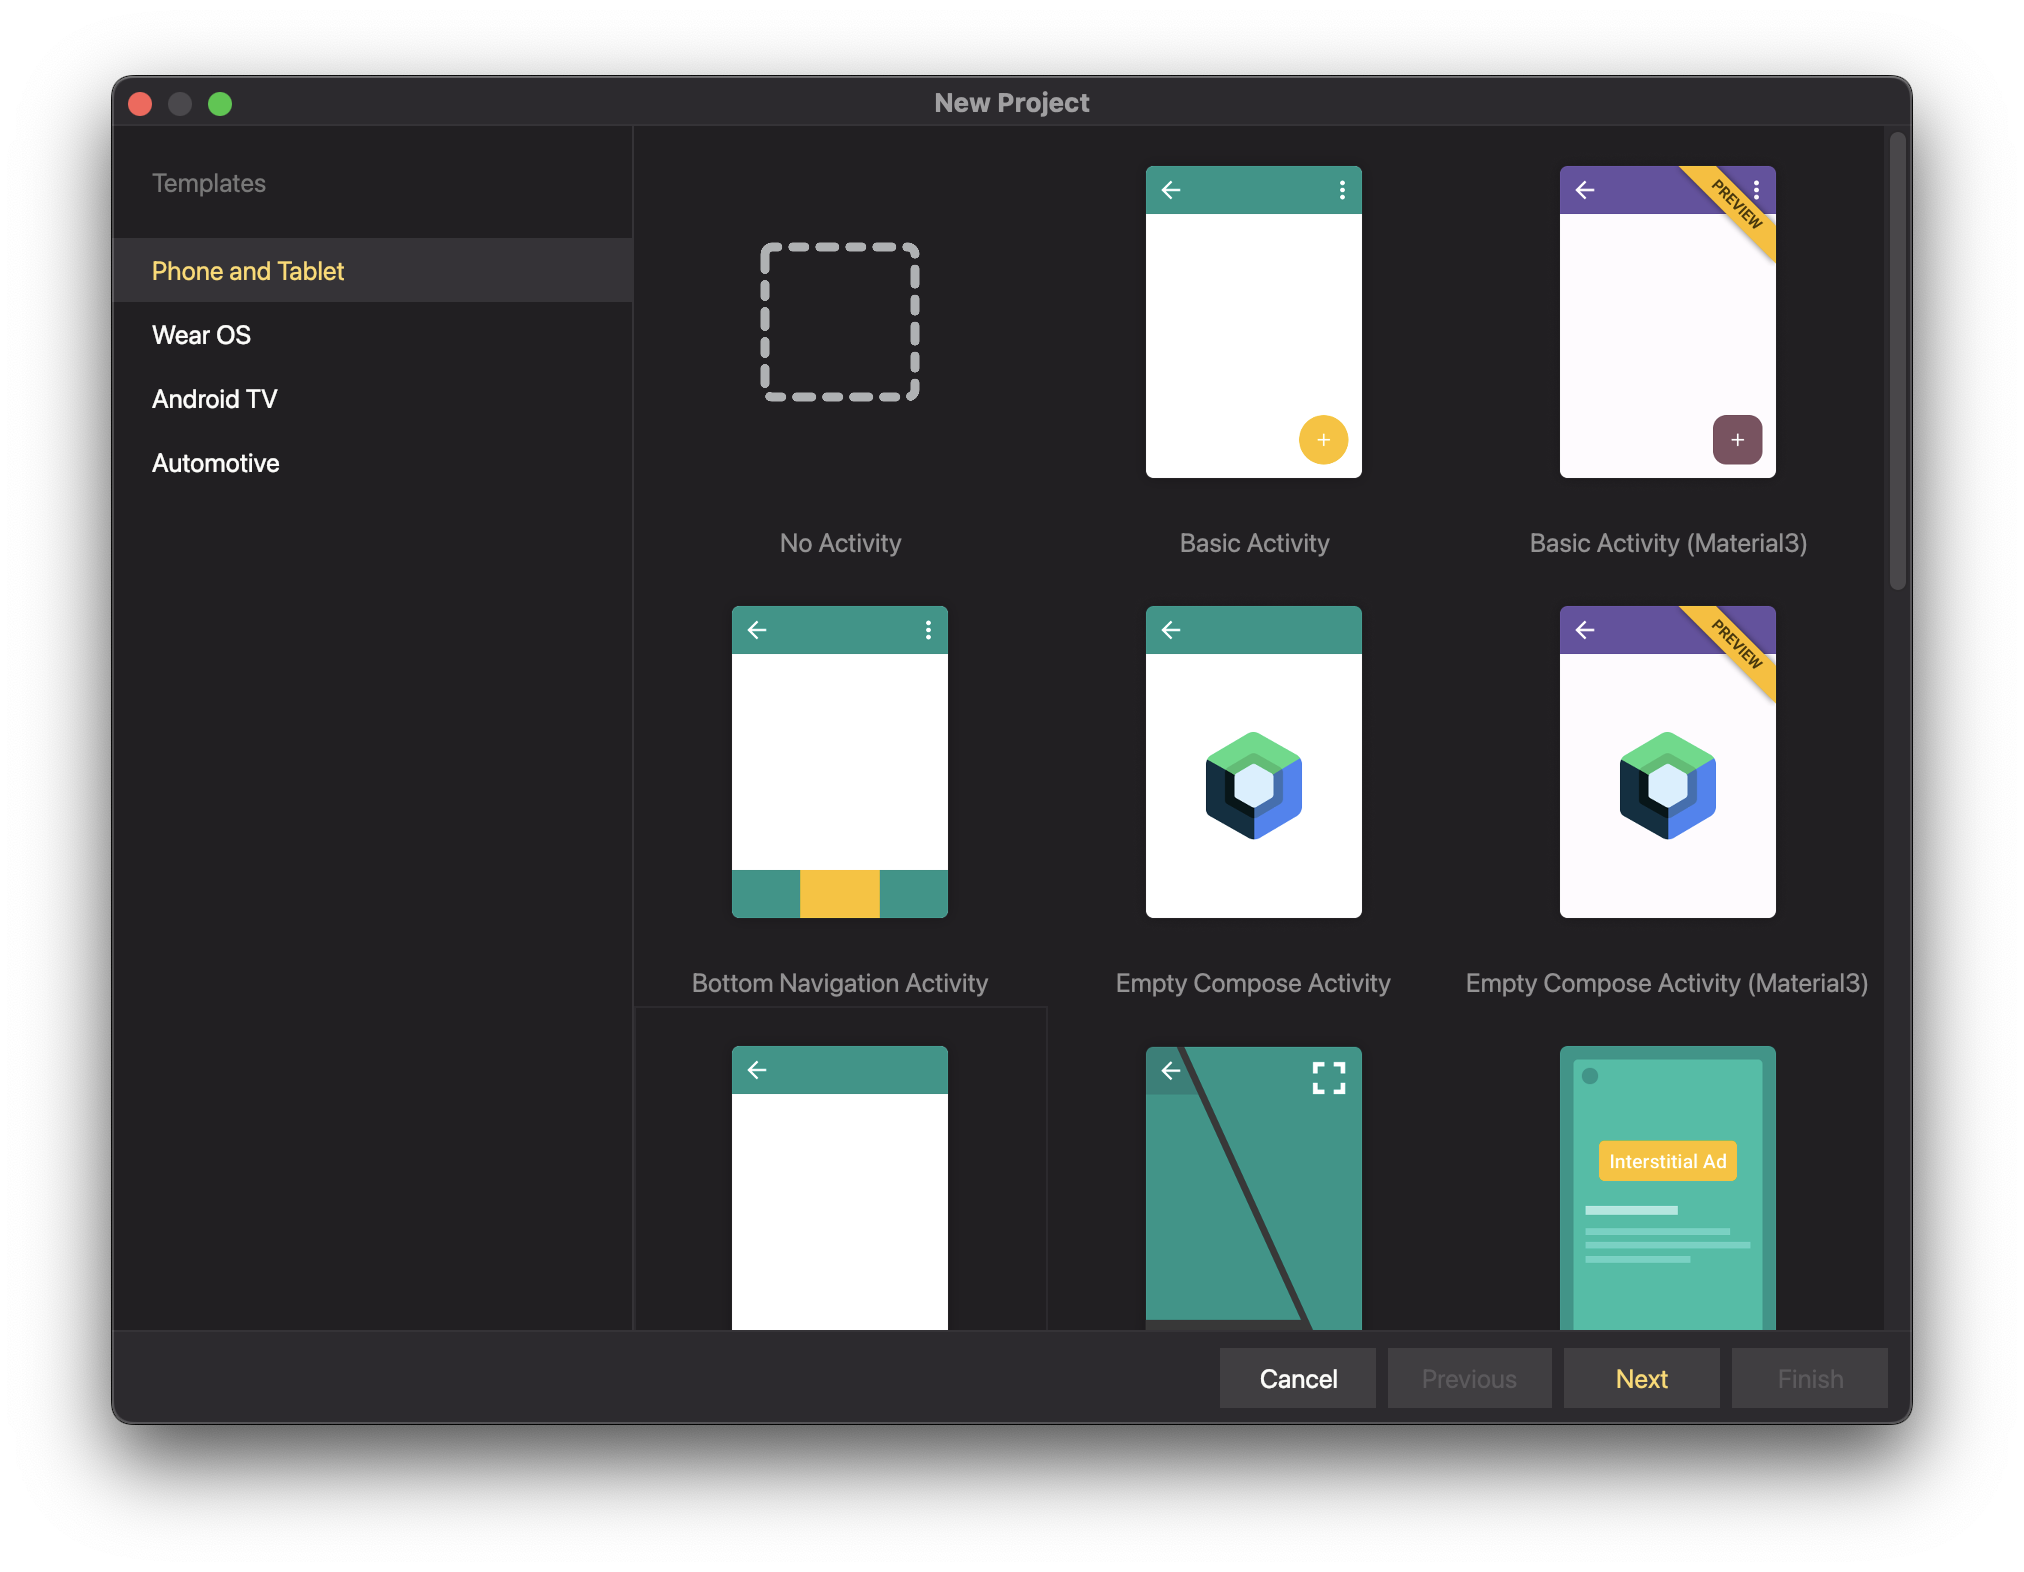 New Project
Templates
Phone and Tablet
Wear OS
Android TV
Automotive
PREVIEW
No Activity
Basic Activity
Basic Activity (Material3)
PREVIEW
Bottom Navigation Activity
Empty Compose Activity
Empty Compose Activity (Material3)
Interstitial Ad
Cancel
Previous
Next
Finish